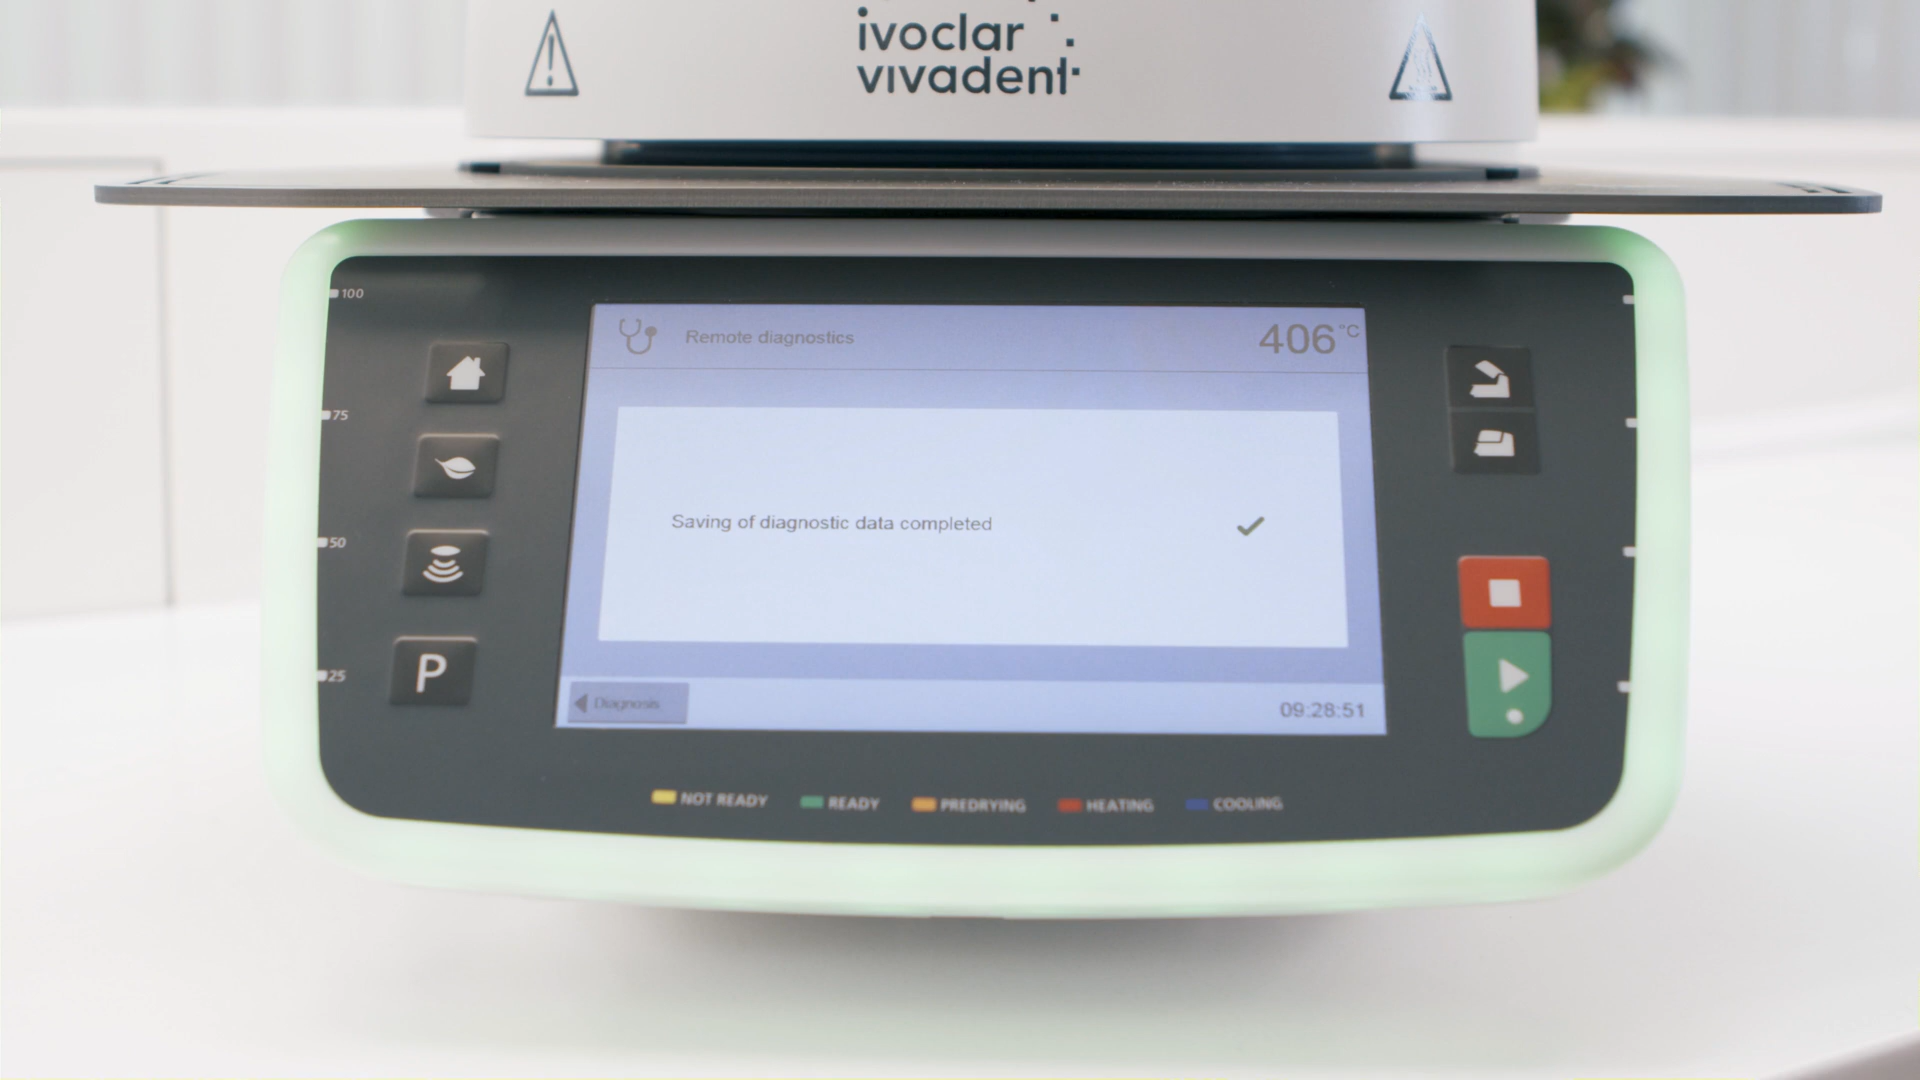 ivoclar
vivadent
100
75
50
25
P
Remote diagnostics
406 °C
Saving of diagnostic data completed
Diagnosis
09:28:51
NOT READY
READY
PREDRYING
HEATING
COOLING